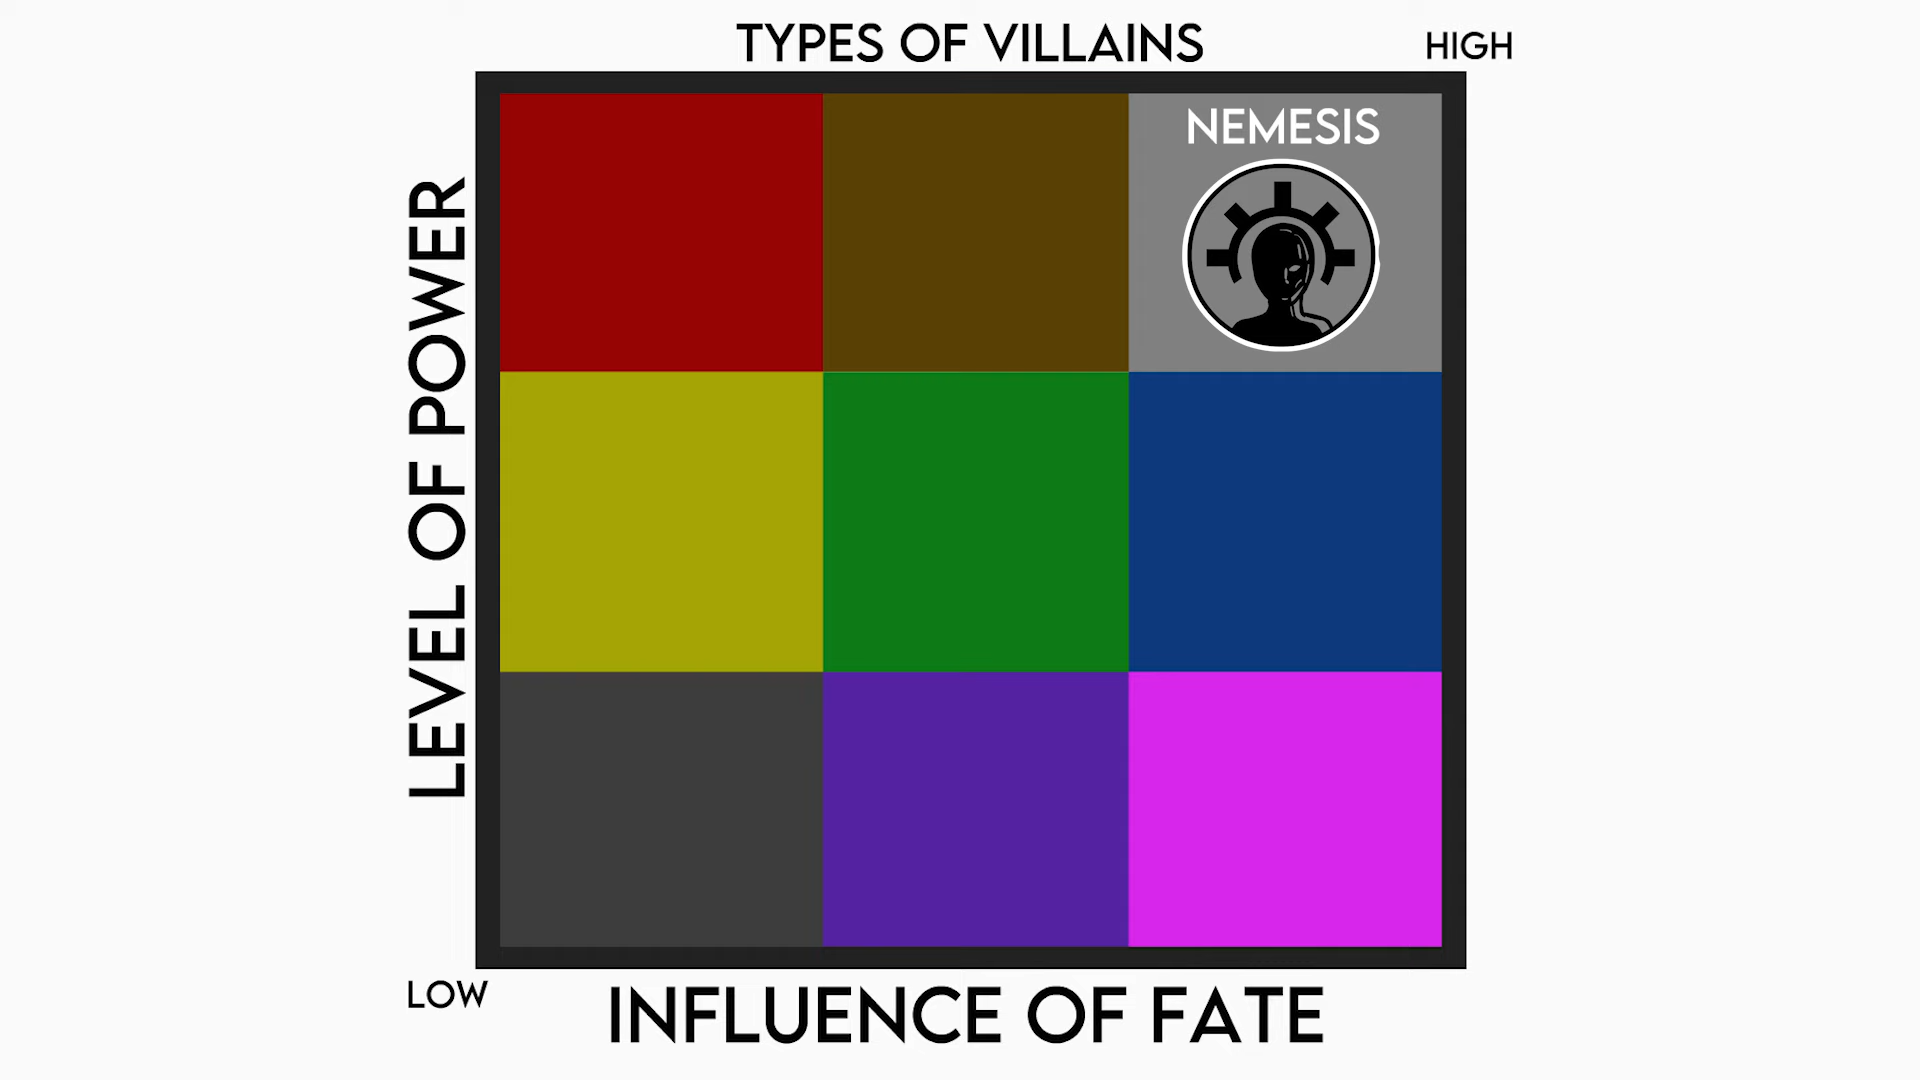 TYPES OF VILLAINS
HIGH
NEMESIS
LEVEL OF POWER
LOW
INFLUENCE OF FATE